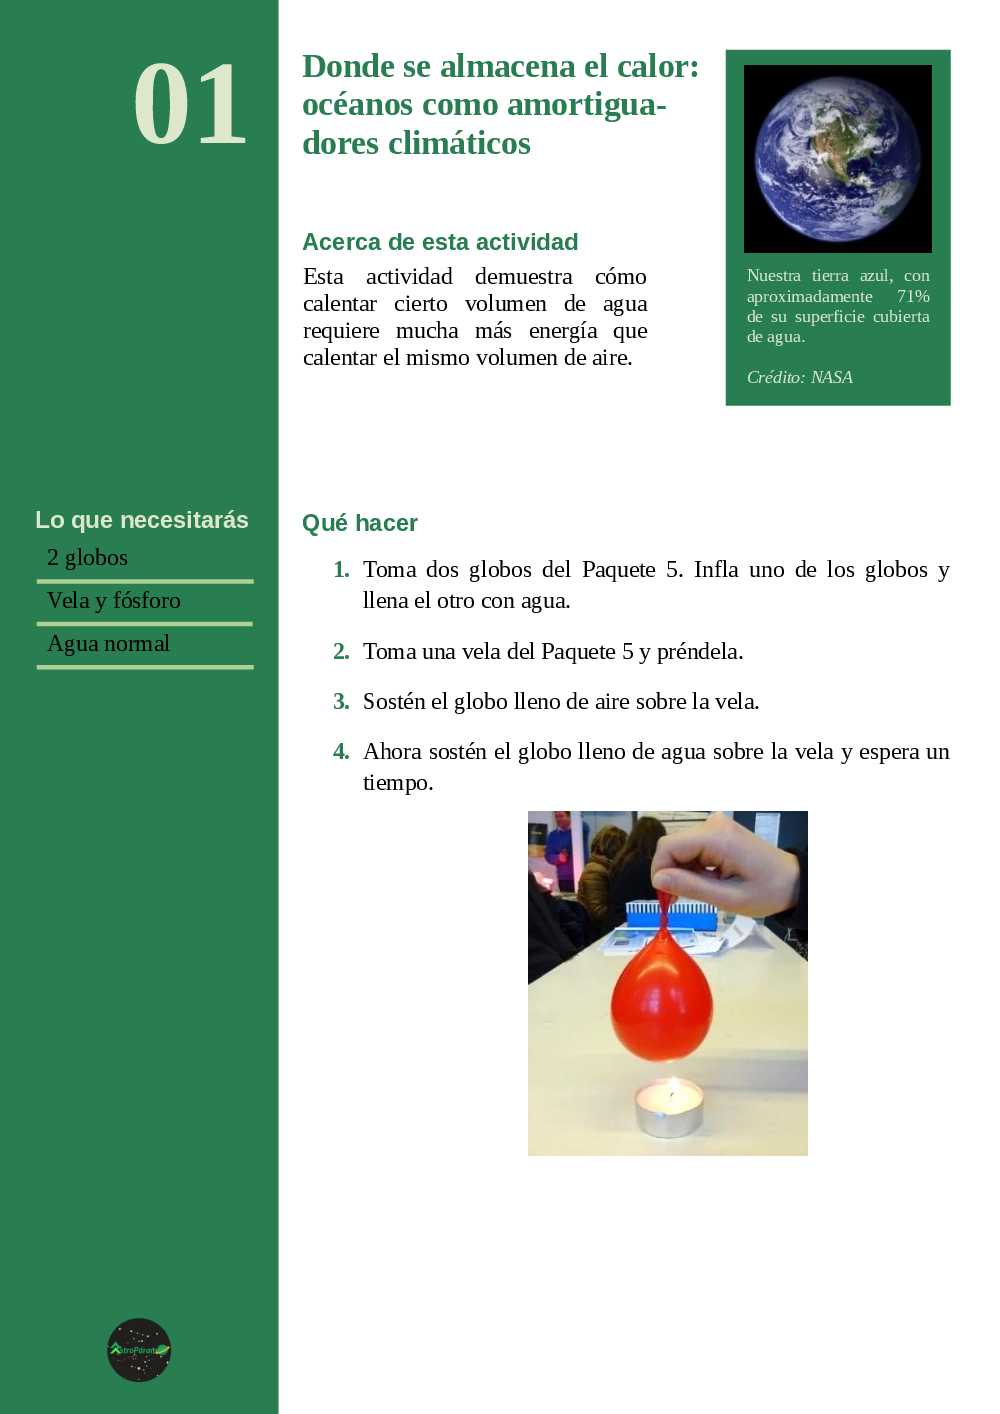 01
Donde se almacena el calor:
océanos como amortigua-
dores climáticos
Acerca de esta actividad
Esta actividad demuestra cómo
calentar cierto volumen de agua
requiere mucha más energía que
calentar el mismo volumen de aire.
Nuestra tierra azul, con
aproximadamente 71%
de su superficie cubierta
de agua.
Crédito: NASA
Lo que necesitarás
2 globos
Vela y fósforo
Agua normal
Qué hacer
1. Toma dos globos del Paquete 5. Infla uno de los globos y
llena el otro con agua.
2. Toma una vela del Paquete 5 y préndela.
3. Sostén el globo lleno de aire sobre la vela.
4. Ahora sostén el globo lleno de agua sobre la vela y espera un
tiempo.